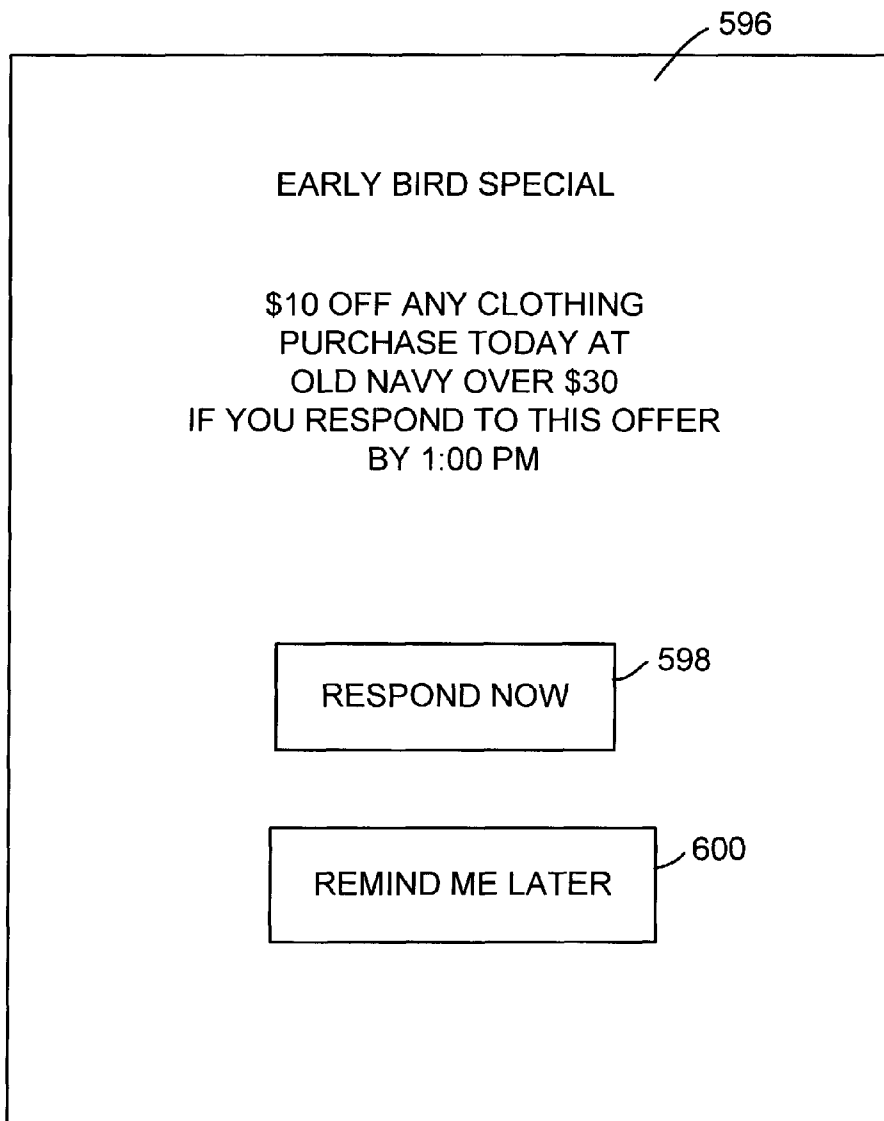 596
EARLY BIRD SPECIAL
$10 OFF ANY CLOTHING
PURCHASE TODAY AT
OLD NAVY OVER $30
IF YOU RESPOND TO THIS OFFER
BY 1:00 PM
RESPOND NOW
598
REMIND ME LATER
600